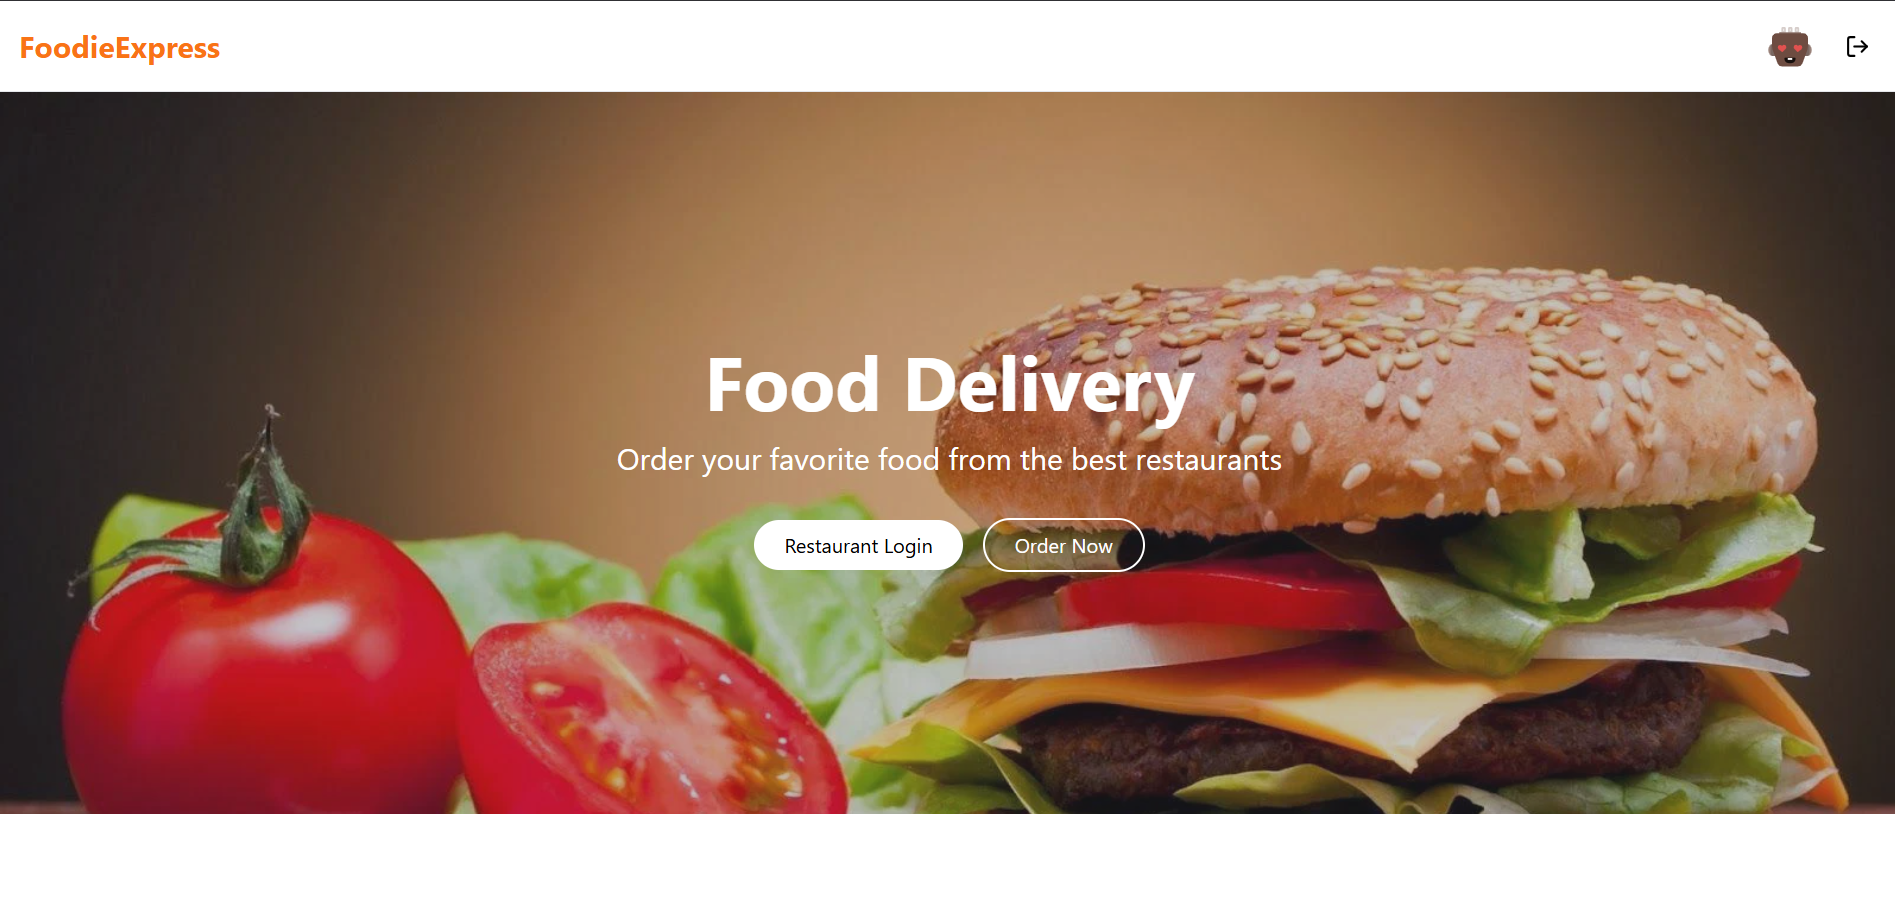 FoodieExpress
Food Delivery
Order your favorite food from the best restaurants
Restaurant Login
Order Now